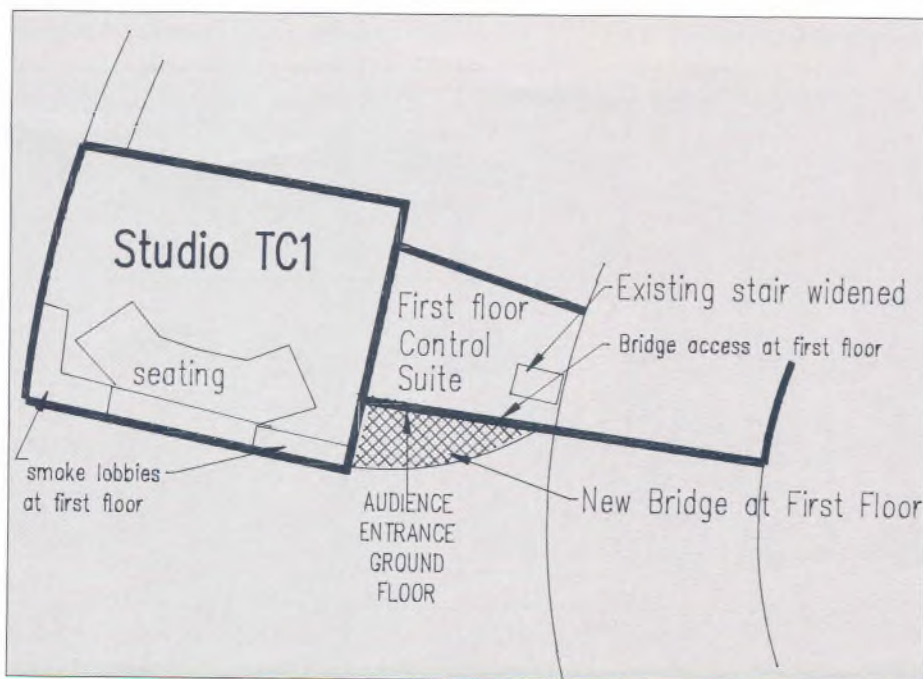 Studio TC1
seating
smoke lobbies
at first floor
First floor
Control
Suite
Existing stair widened
Bridge access at first floor
New Bridge at First Floor
AUDIENCE
ENTRANCE
GROUND
FLOOR